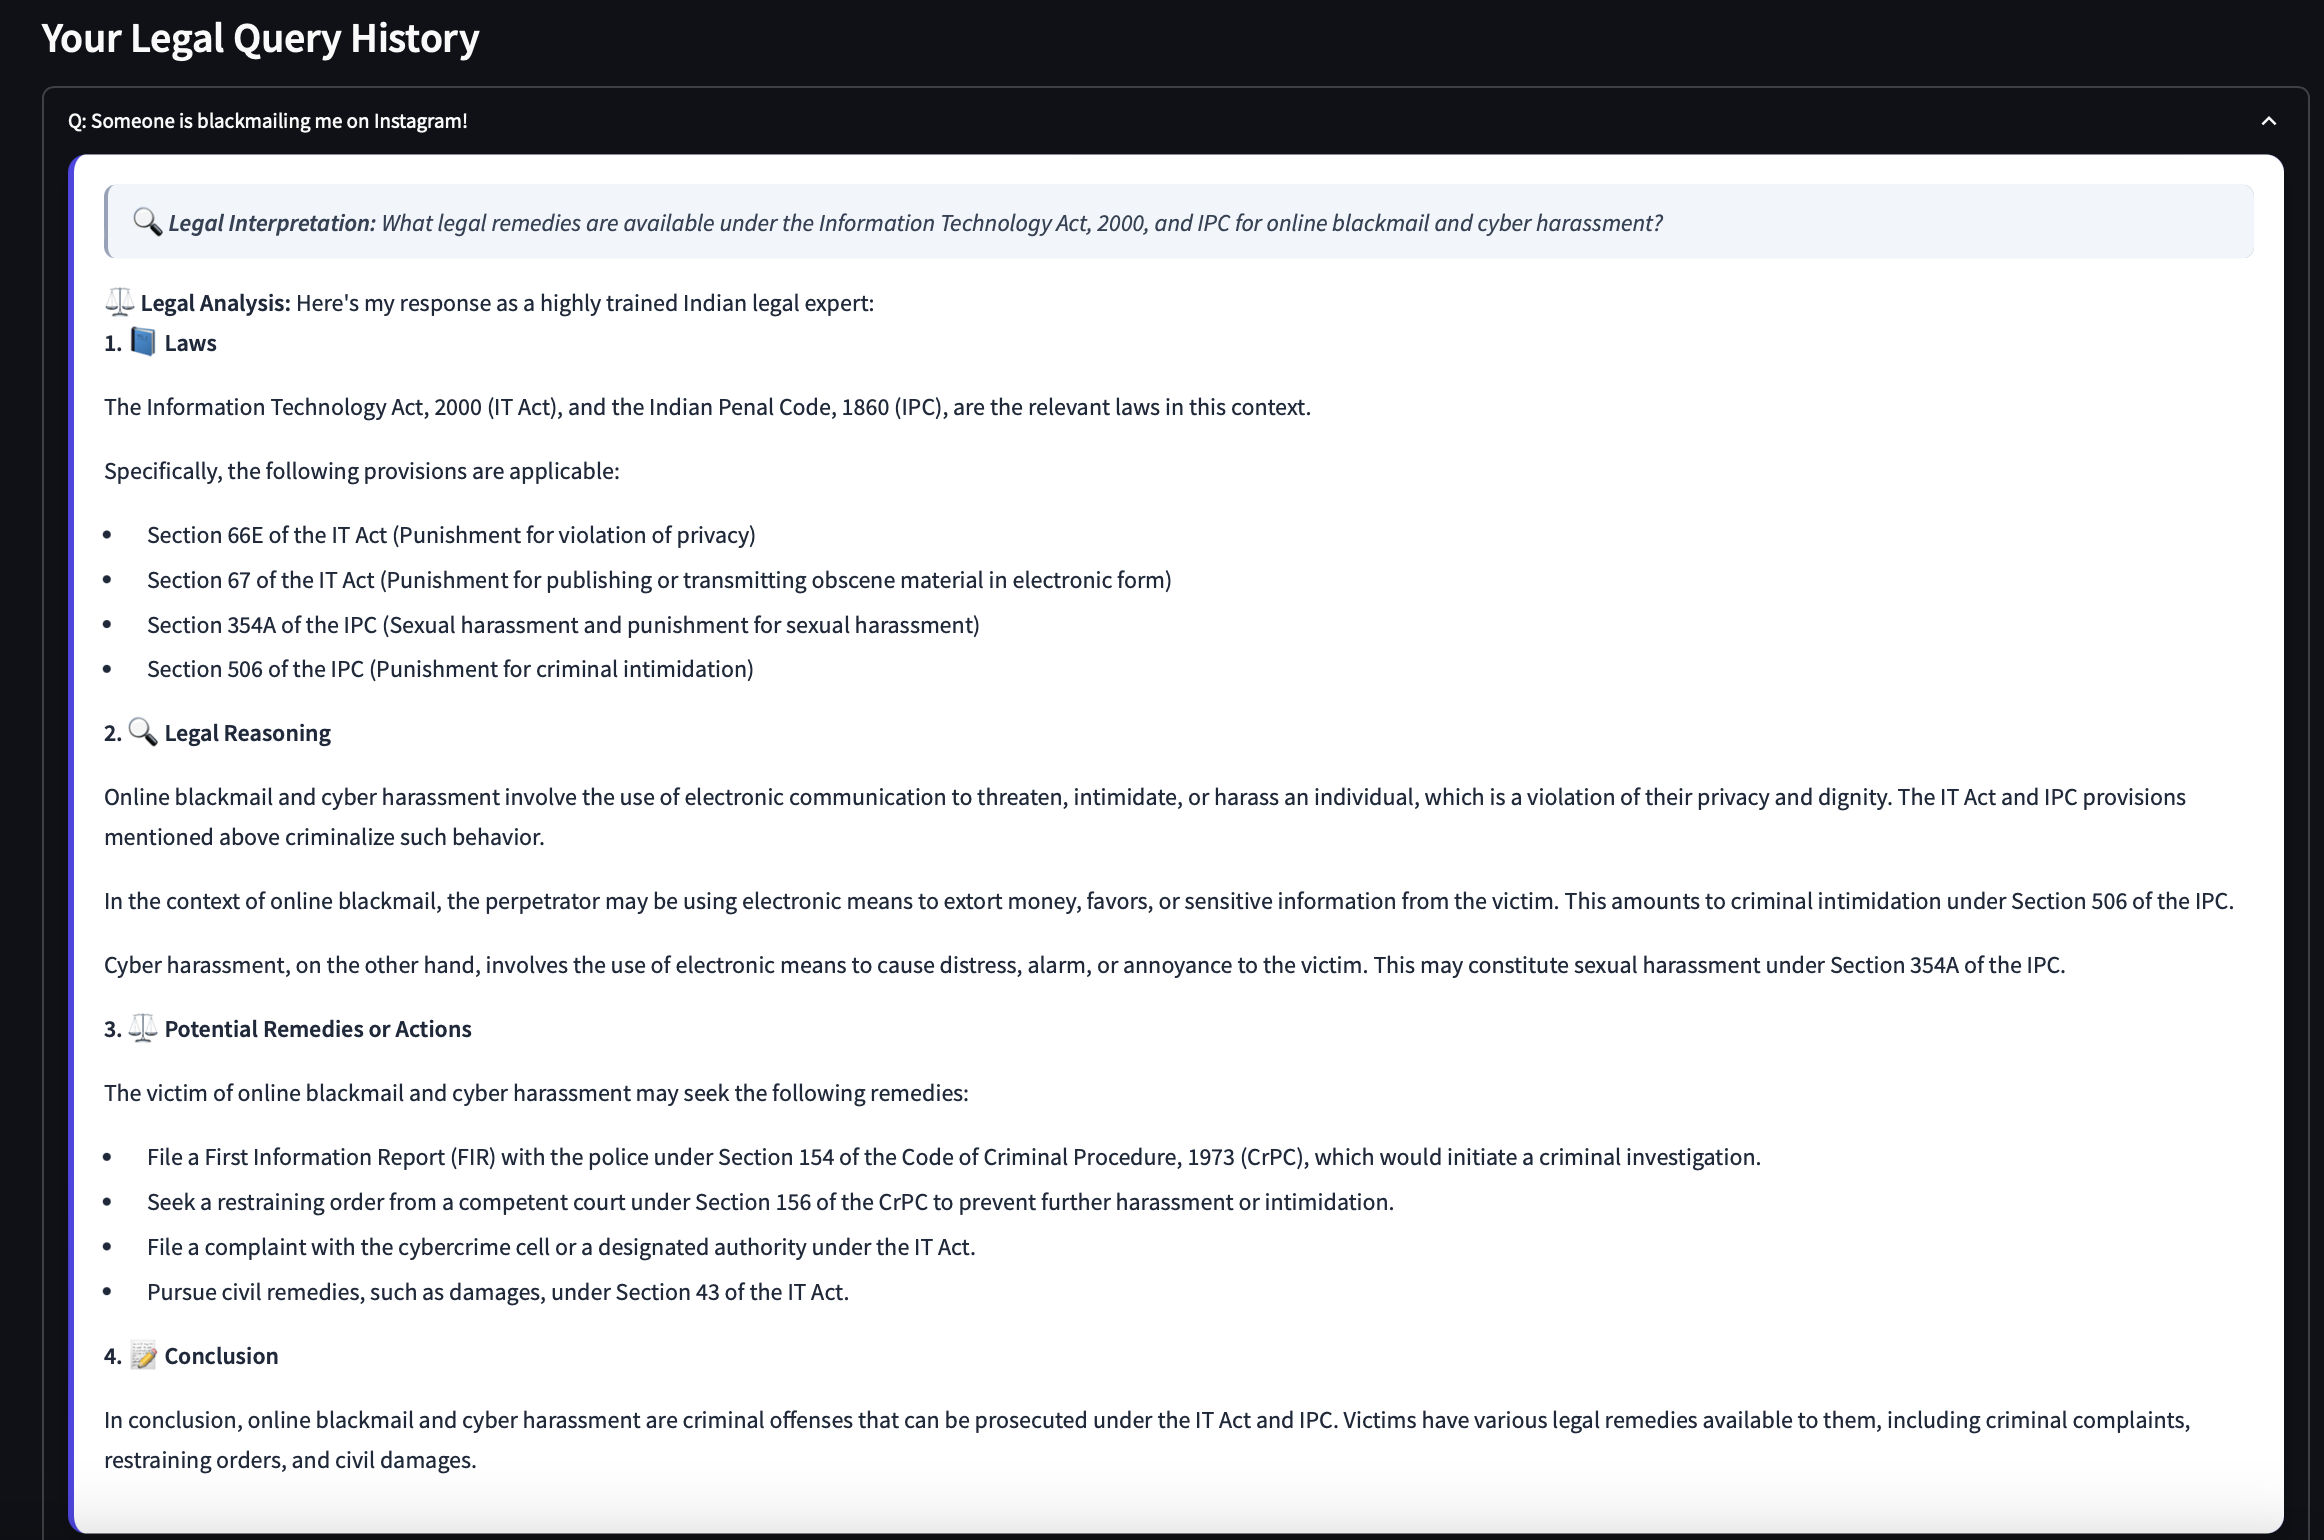 Your Legal Query History
Q: Someone is blackmailing me on Instagram!
🔍 Legal Interpretation: What legal remedies are available under the Information Technology Act, 2000, and IPC for online blackmail and cyber harassment?
⚖️ Legal Analysis: Here's my response as a highly trained Indian legal expert:
1. 📘 Laws
The Information Technology Act, 2000 (IT Act), and the Indian Penal Code, 1860 (IPC), are the relevant laws in this context.
Specifically, the following provisions are applicable:
• Section 66E of the IT Act (Punishment for violation of privacy)
• Section 67 of the IT Act (Punishment for publishing or transmitting obscene material in electronic form)
• Section 354A of the IPC (Sexual harassment and punishment for sexual harassment)
• Section 506 of the IPC (Punishment for criminal intimidation)
2. 🔍 Legal Reasoning
Online blackmail and cyber harassment involve the use of electronic communication to threaten, intimidate, or harass an individual, which is a violation of their privacy and dignity. The IT Act and IPC provisions
mentioned above criminalize such behavior.
In the context of online blackmail, the perpetrator may be using electronic means to extort money, favors, or sensitive information from the victim. This amounts to criminal intimidation under Section 506 of the IPC.
Cyber harassment, on the other hand, involves the use of electronic means to cause distress, alarm, or annoyance to the victim. This may constitute sexual harassment under Section 354A of the IPC.
3. ⚖️ Potential Remedies or Actions
The victim of online blackmail and cyber harassment may seek the following remedies:
• File a First Information Report (FIR) with the police under Section 154 of the Code of Criminal Procedure, 1973 (CrPC), which would initiate a criminal investigation.
• Seek a restraining order from a competent court under Section 156 of the CrPC to prevent further harassment or intimidation.
• File a complaint with the cybercrime cell or a designated authority under the IT Act.
• Pursue civil remedies, such as damages, under Section 43 of the IT Act.
4. 📝 Conclusion
In conclusion, online blackmail and cyber harassment are criminal offenses that can be prosecuted under the IT Act and IPC. Victims have various legal remedies available to them, including criminal complaints,
restraining orders, and civil damages.